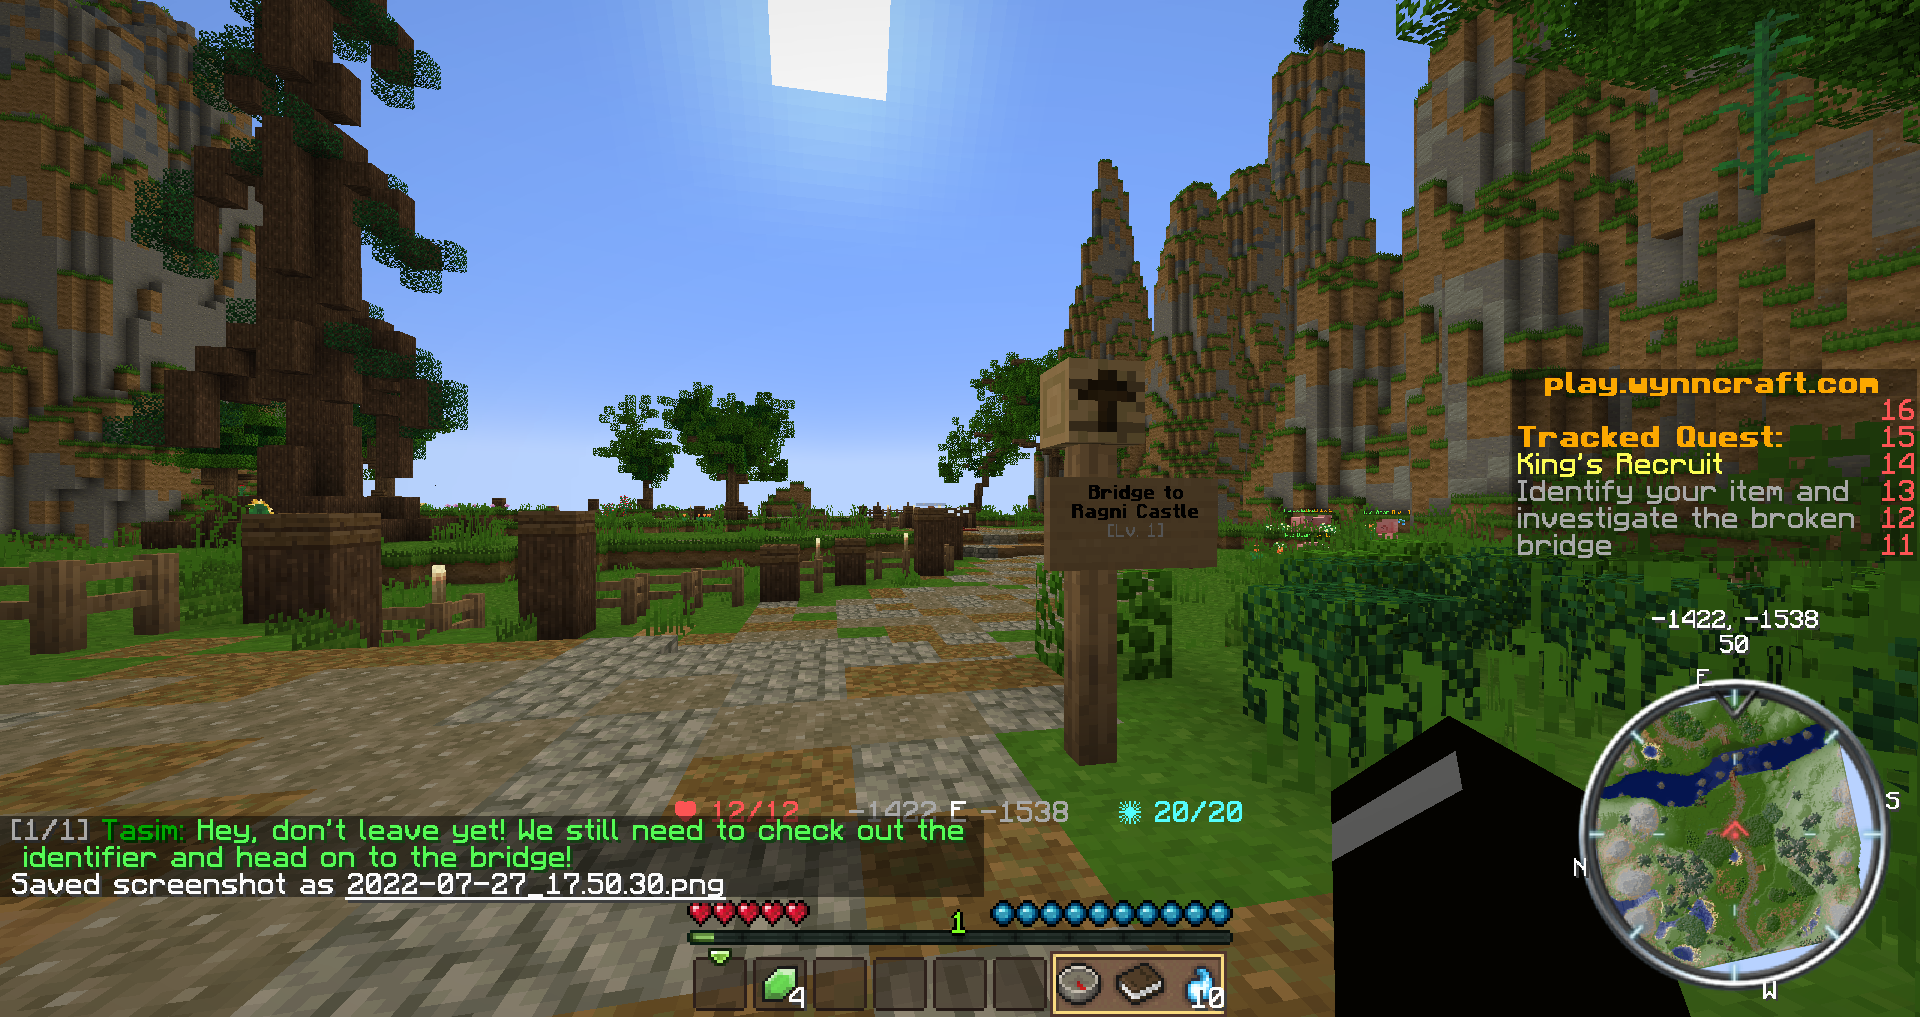 play.wynncraft.com
16
Tracked Quest: 15
King's Recruit 14
Identify your item and 13
investigate the broken 12
bridge 11
Bridge to
Ragni Castle
[Lv. 1]
-1422, -1538
50
E
S
N
W
12/12 -1422 E -1538 20/20
[1/1] Tasim: Hey, don't leave yet! We still need to check out the
identifier and head on to the bridge!
Saved screenshot as 2022-07-27_17.50.30.png
1
4
10